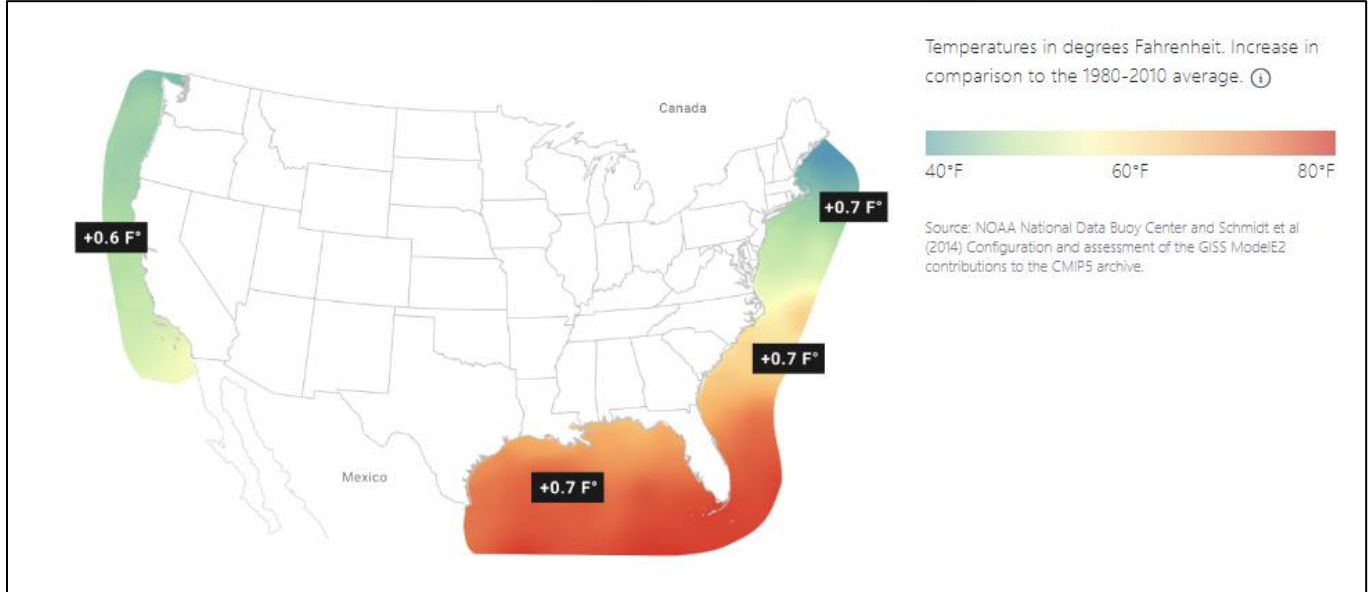 Temperatures in degrees Fahrenheit. Increase in
comparison to the 1980-2010 average. ⓘ
40°F 60°F 80°F
Source: NOAA National Data Buoy Center and Schmidt et al
(2014) Configuration and assessment of the GISS ModelE2
contributions to the CMIP5 archive.
Canada
+0.7 F°
+0.6 F°
+0.7 F°
Mexico
+0.7 F°